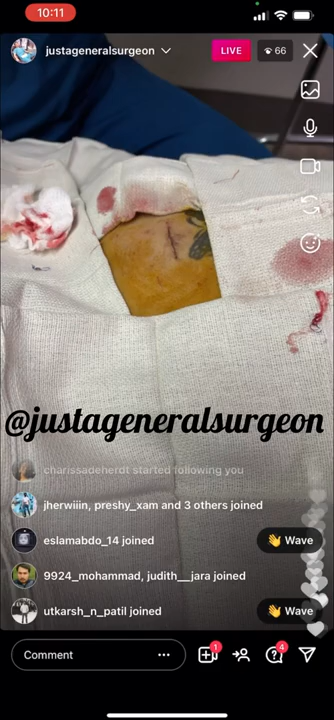 10:11
justageneralsurgeon
LIVE
66
@justageneralsurgeon
charissadeherdt started following you
jherwiiin, preshy_xam and 3 others joined
eslamabdo_14 joined
Wave
9924_mohammad, judith__jara joined
utkarsh_n_patil joined
Wave
Comment
1
4